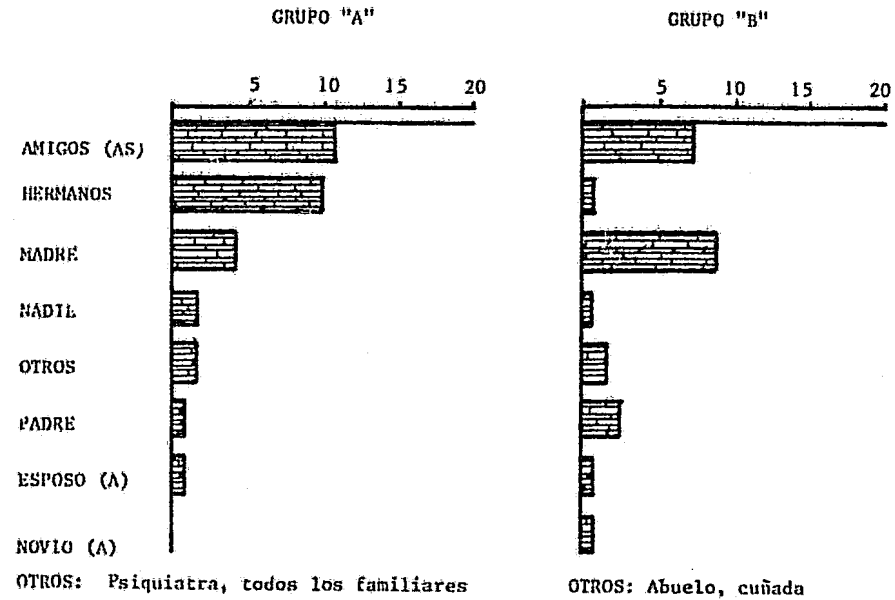 GRUPO "A"
GRUPO "B"
5 10 15 20
5 10 15 20
AMIGOS (AS)
HERMANOS
MADRE
NADIE
OTROS
PADRE
ESPOSO (A)
NOVIO (A)
OTROS: Psiquiatra, todos los familiares
OTROS: Abuelo, cuñada